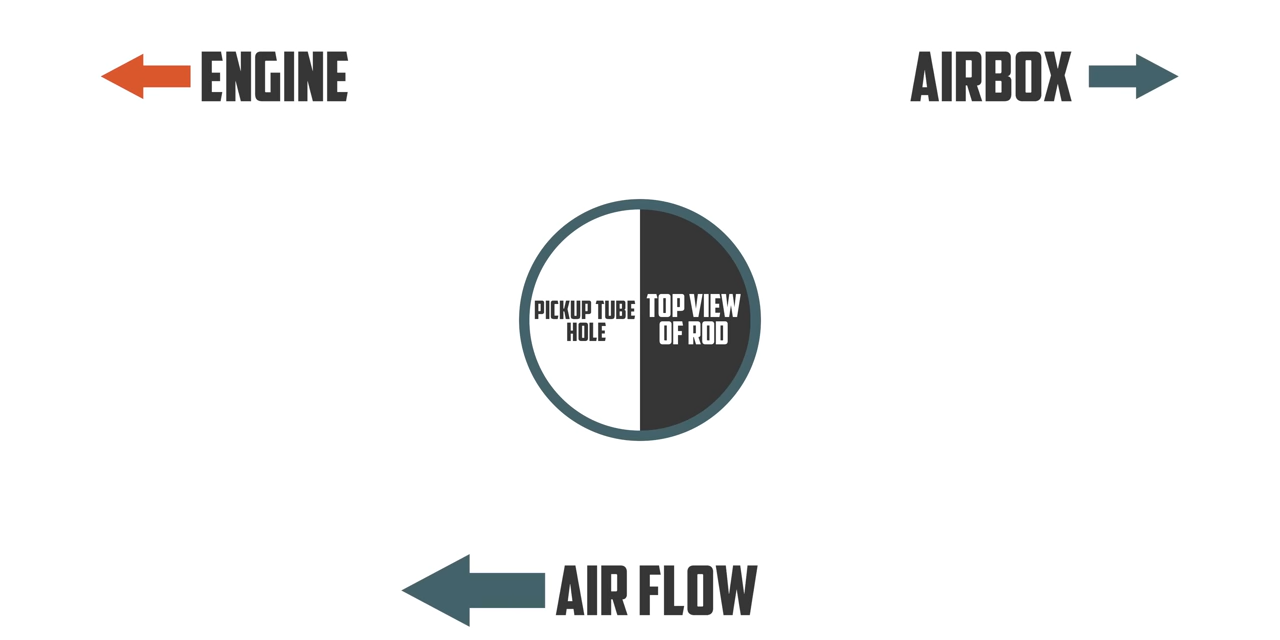 ENGINE
AIRBOX
PICKUP TUBE
HOLE
TOP VIEW
OF ROD
AIR FLOW